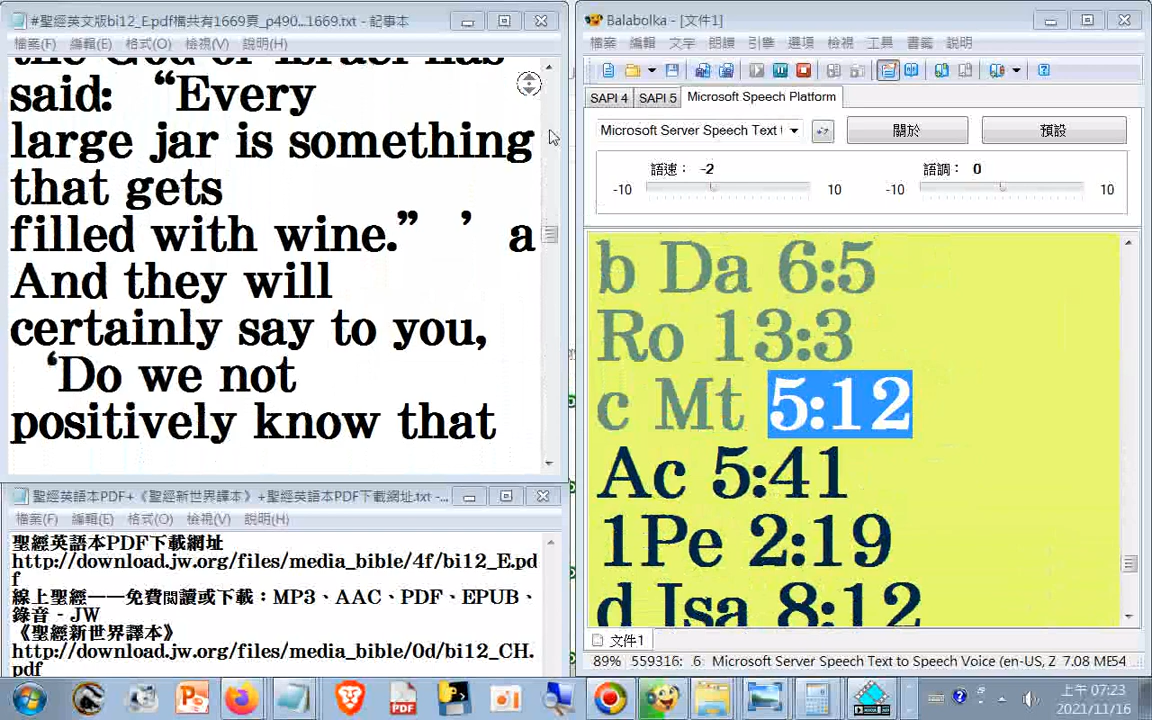 #聖經英文版bi12_E.pdf檔共有1669頁_p490...1669.txt - 記事本
檔案(F) 編輯(E) 格式(O) 檢視(V) 說明(H)
the God of Israel has
said: “Every
large jar is something
that gets
filled with wine.” ’ a
And they will
certainly say to you,
‘Do we not
positively know that
聖經英語本PDF+《聖經新世界譯本》+聖經英語本PDF下載網址.txt -...
檔案(F) 編輯(E) 格式(O) 檢視(V) 說明(H)
聖經英語本PDF下載網址
http://download.jw.org/files/media_bible/4f/bi12_E.pd
f
線上聖經——免費閱讀或下載：MP3、AAC、PDF、EPUB、
錄音 - JW
《聖經新世界譯本》
http://download.jw.org/files/media_bible/0d/bi12_CH.
pdf
Balabolka - [文件1]
檔案 編輯 文字 朗讀 引擎 選項 檢視 工具 書籤 說明
SAPI 4 SAPI 5 Microsoft Speech Platform
Microsoft Server Speech Text 關於 預設
語速： -2 語調： 0
-10 10 -10 10
b Da 6:5
Ro 13:3
c Mt 5:12
Ac 5:41
1Pe 2:19
d Isa 8:12
文件1
89% 559316: 6 Microsoft Server Speech Text to Speech Voice (en-US, Z 7.08 ME54
上午 07:23
2021/11/16